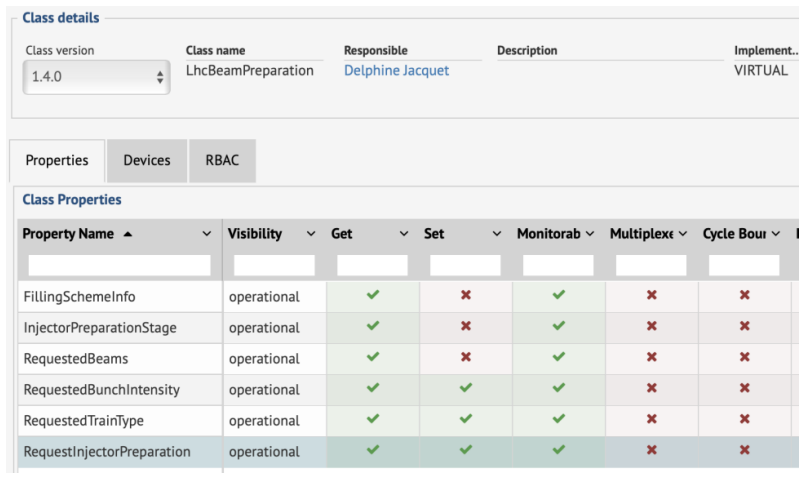 Class details
Class version Class name Responsible Description Implement...
1.4.0 LhcBeamPreparation Delphine Jacquet VIRTUAL
Properties Devices RBAC
Class Properties
Property Name Visibility Get Set Monitorab Multiplexe Cycle Bour
FillingSchemeInfo operational
InjectorPreparationStage operational
RequestedBeams operational
RequestedBunchIntensity operational
RequestedTrainType operational
RequestInjectorPreparation operational